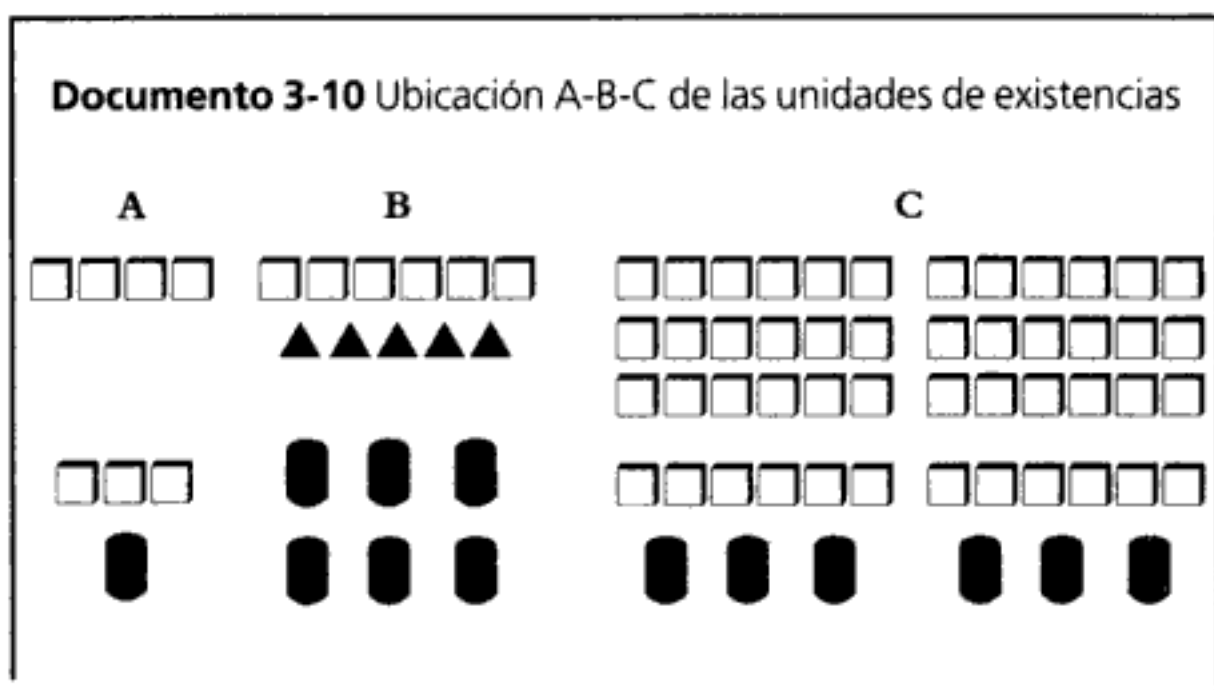 Documento 3-10 Ubicación A-B-C de las unidades de existencias
A B C